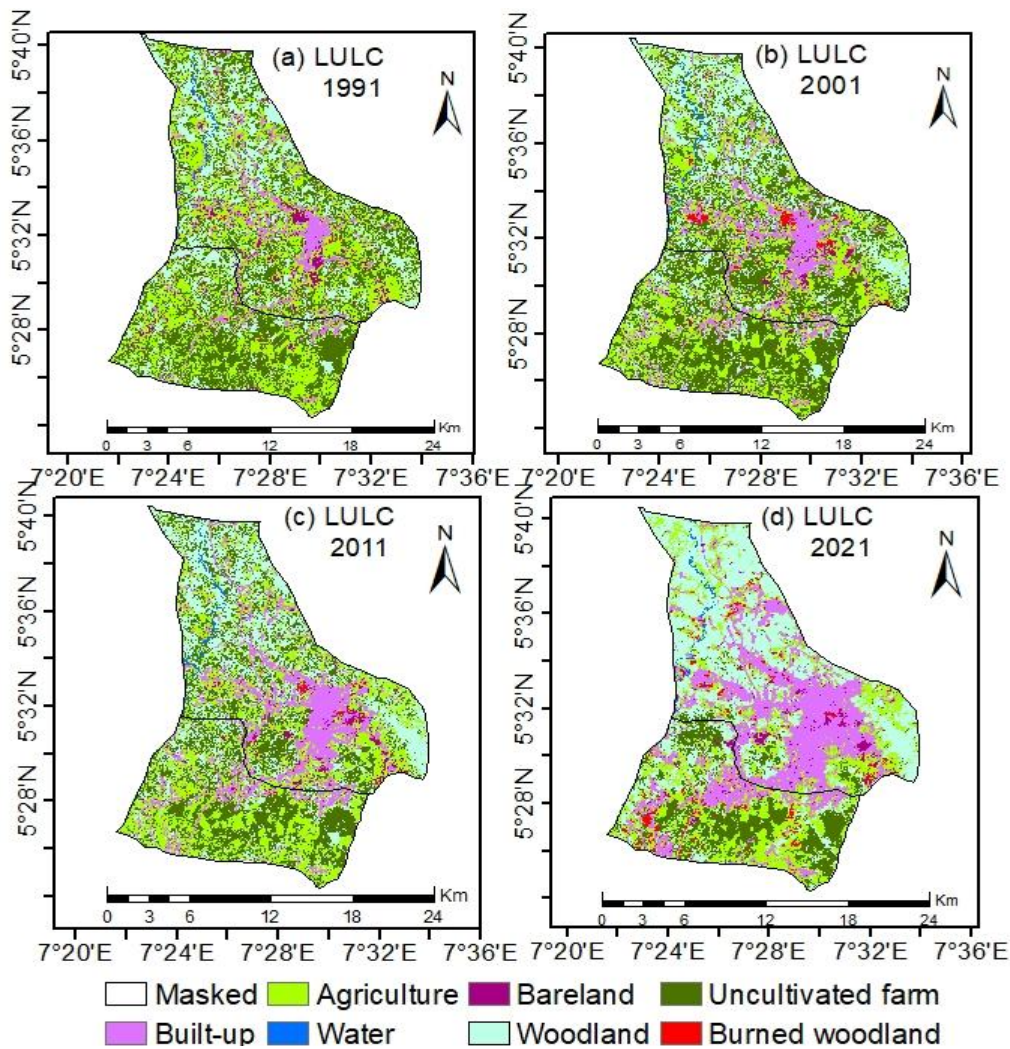 5°40'N 5°36'N 5°32'N 5°28'N
(a) LULC
1991
N
Km
0 3 6 12 18 24
7°20'E 7°24'E 7°28'E 7°32'E 7°36'E
5°40'N 5°36'N 5°32'N 5°28'N
(b) LULC
2001
N
Km
0 3 6 12 18 24
7°20'E 7°24'E 7°28'E 7°32'E 7°36'E
5°40'N 5°36'N 5°32'N 5°28'N
(c) LULC
2011
N
Km
0 3 6 12 18 24
7°20'E 7°24'E 7°28'E 7°32'E
5°40'N 5°36'N 5°32'N 5°28'N
(d) LULC
2021
N
Km
0 3 6 12 18 24
7°20'E 7°24'E 7°28'E 7°32'E 7°36'E
Masked Agriculture Bareland Uncultivated farm
Built-up Water Woodland Burned woodland